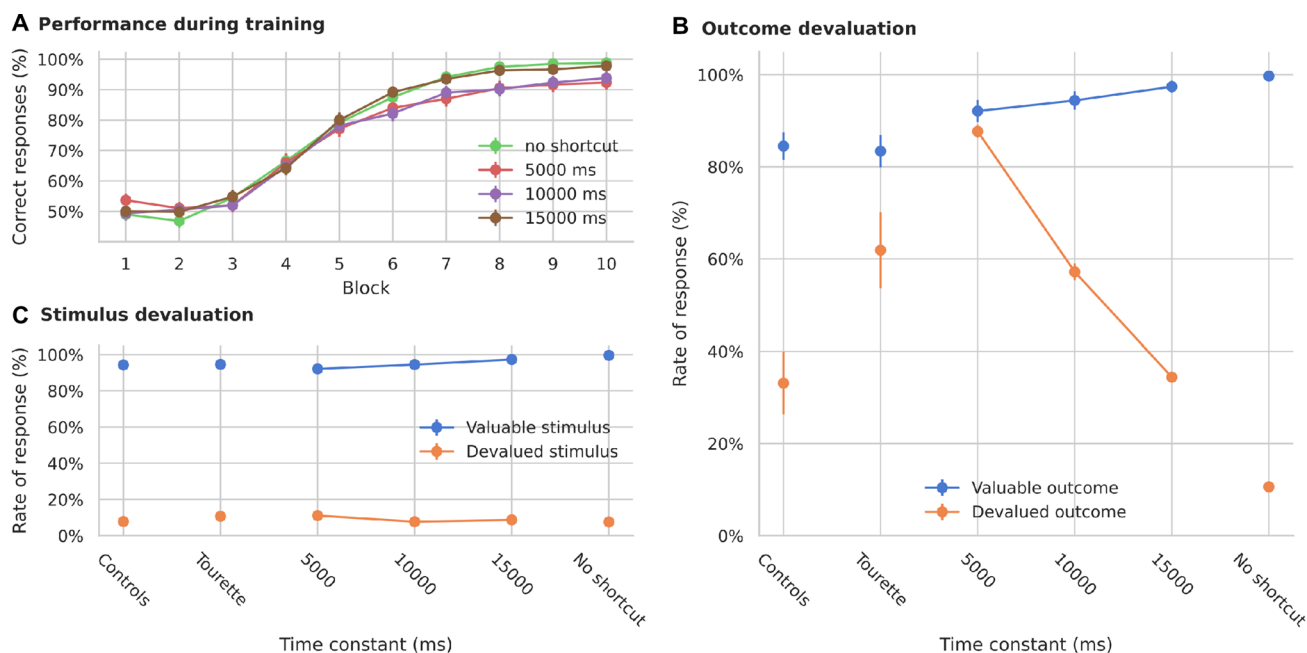 A Performance during training
Correct responses (%)
100%
90%
80%
70%
60%
50%
no shortcut
5000 ms
10000 ms
15000 ms
1 2 3 4 5 6 7 8 9 10
Block
B Outcome devaluation
Rate of response (%)
100%
80%
60%
40%
20%
0%
Valuable outcome
Devalued outcome
Controls
Tourette
5000
10000
15000
No shortcut
Time constant (ms)
C Stimulus devaluation
Rate of response (%)
100%
80%
60%
40%
20%
0%
Valuable stimulus
Devalued stimulus
Controls
Tourette
5000
10000
15000
No shortcut
Time constant (ms)